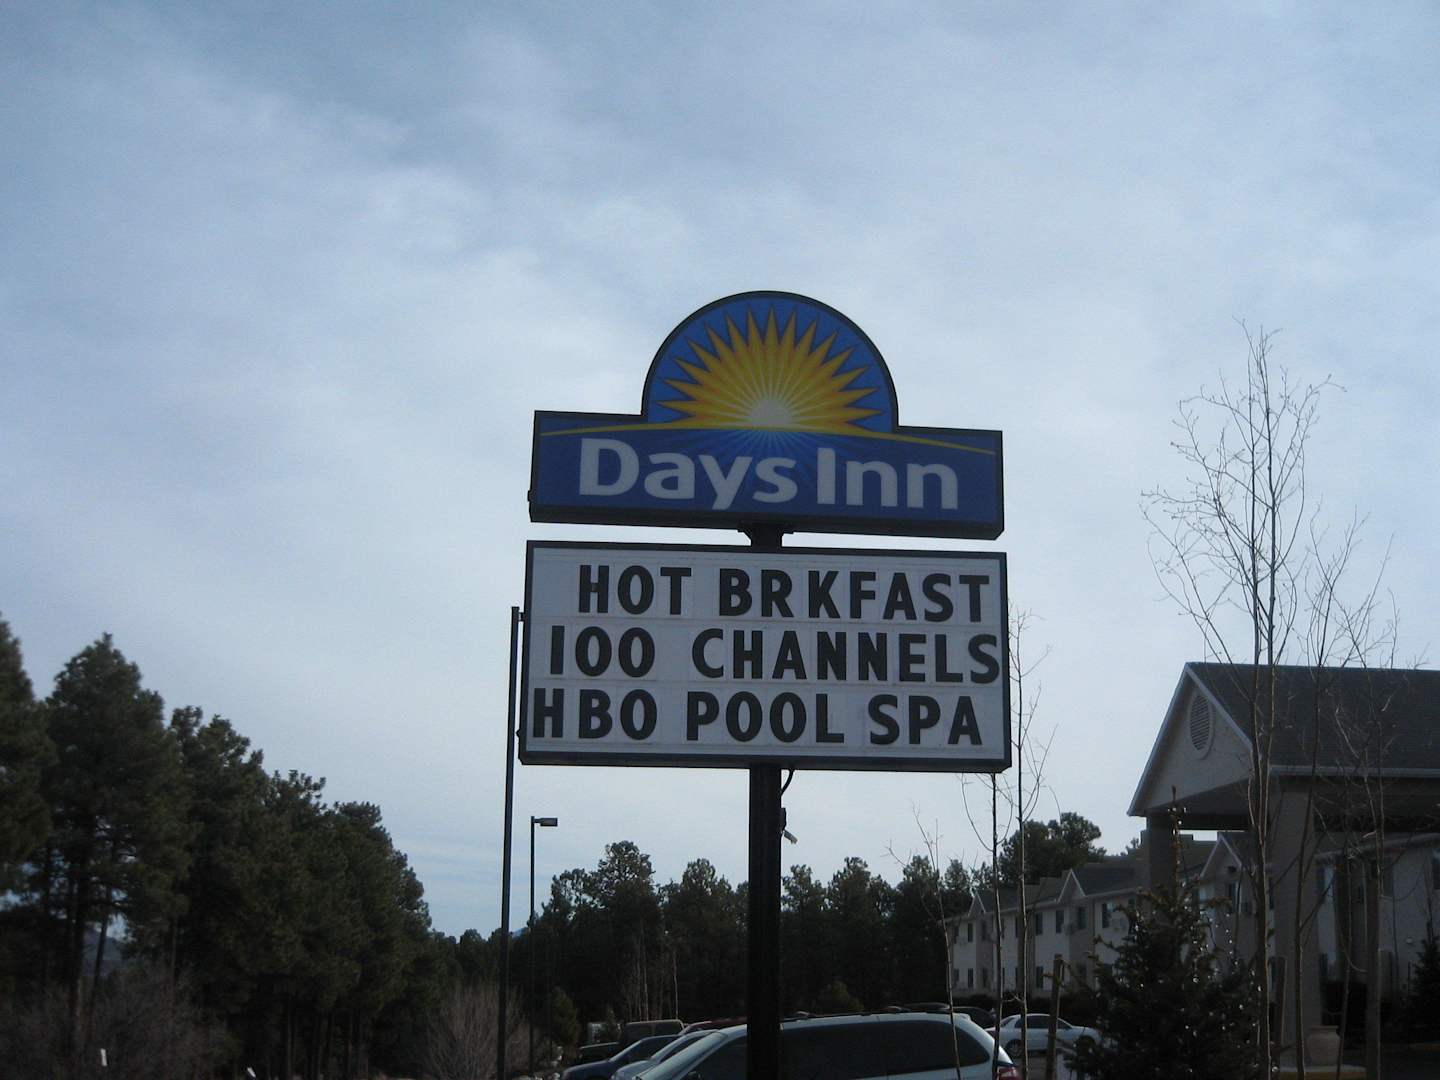 Days Inn
HOT BRKFAST
100 CHANNELS
HBO POOL SPA